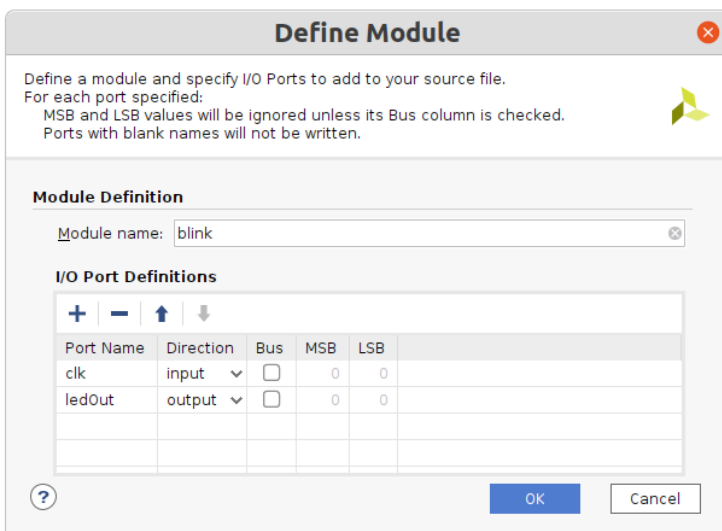 Define Module
Define a module and specify I/O Ports to add to your source file.
For each port specified:
MSB and LSB values will be ignored unless its Bus column is checked.
Ports with blank names will not be written.
Module Definition
Module name: blink
I/O Port Definitions
Port Name Direction Bus MSB LSB
clk input 0 0
ledOut output 0 0
? OK Cancel